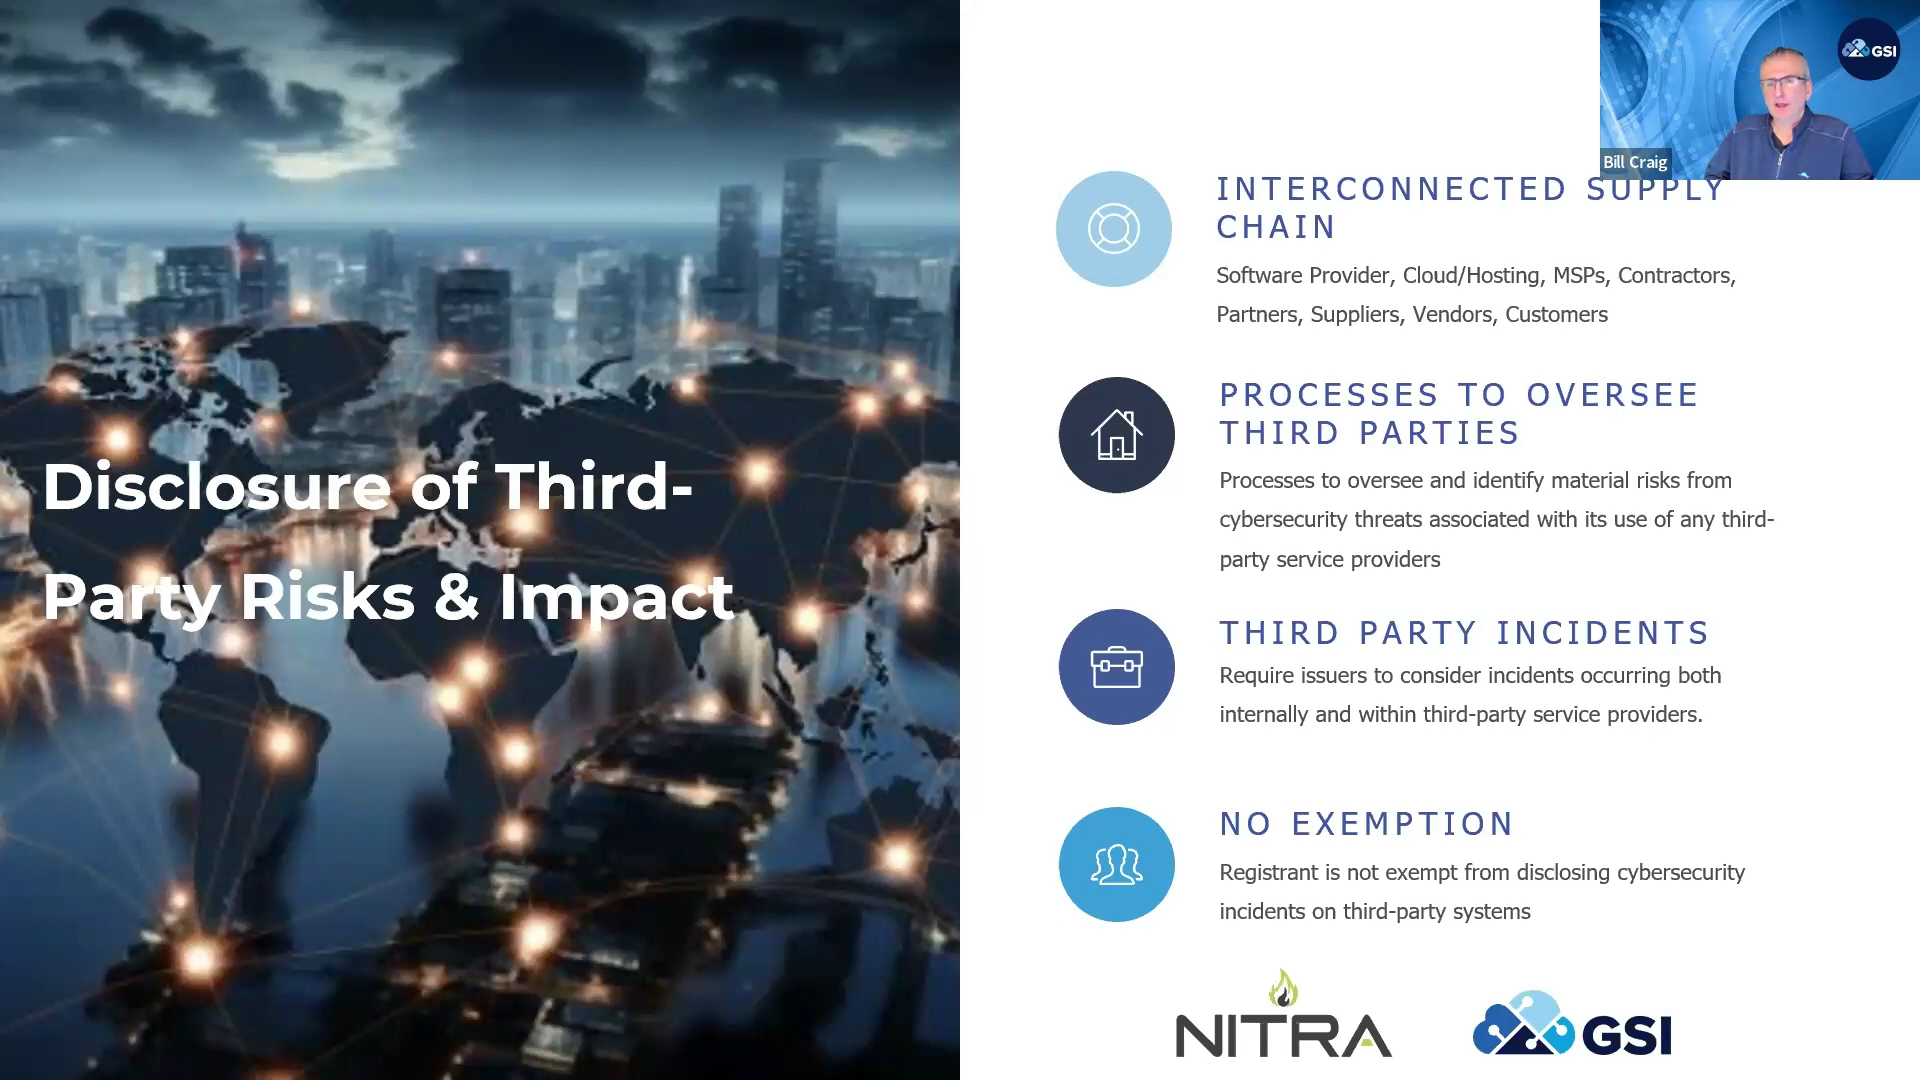 Disclosure of Third-
Party Risks & Impact
GSI
Bill Craig
INTERCONNECTED SUPPLY
CHAIN
Software Provider, Cloud/Hosting, MSPs, Contractors,
Partners, Suppliers, Vendors, Customers
PROCESSES TO OVERSEE
THIRD PARTIES
Processes to oversee and identify material risks from
cybersecurity threats associated with its use of any third-
party service providers
THIRD PARTY INCIDENTS
Require issuers to consider incidents occurring both
internally and within third-party service providers.
NO EXEMPTION
Registrant is not exempt from disclosing cybersecurity
incidents on third-party systems
NITRA
GSI